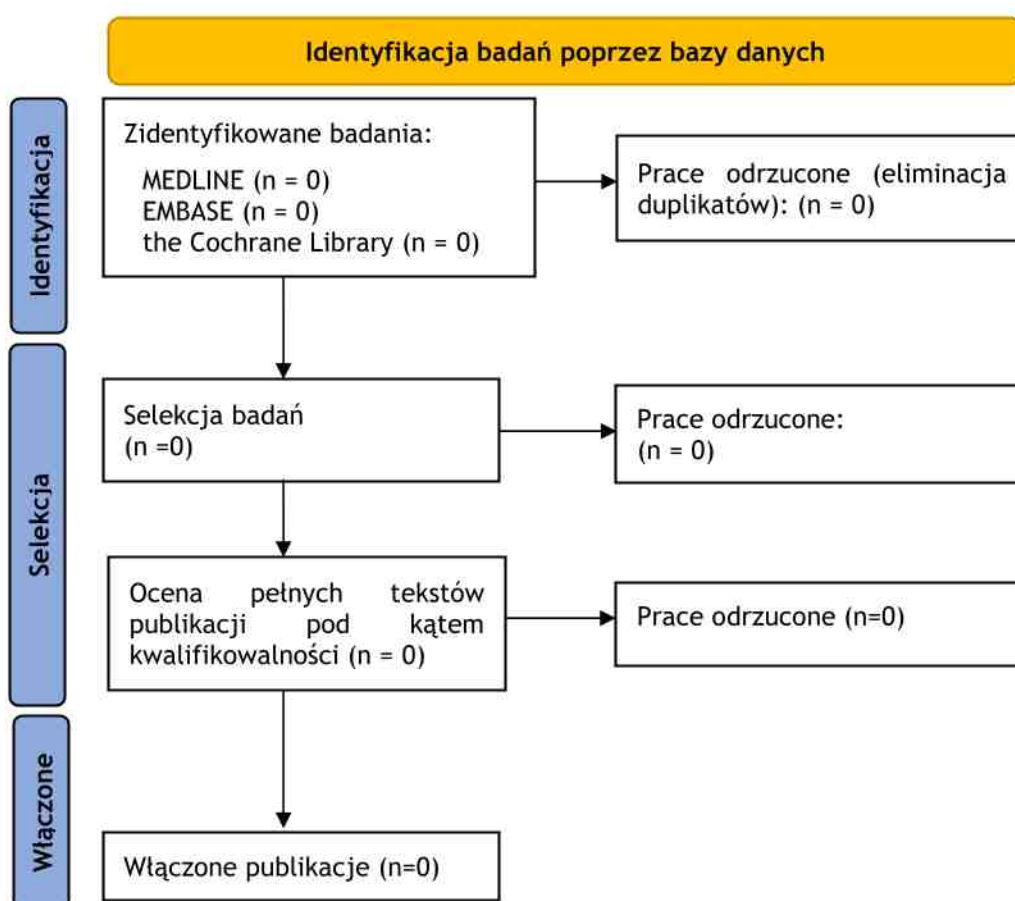 Identyfikacja badań poprzez bazy danych
Identyfikacja
Zidentyfikowane badania:
MEDLINE (n = 0)
EMBASE (n = 0)
the Cochrane Library (n = 0)
Prace odrzucone (eliminacja
duplikatów): (n = 0)
Selekcja
Selekcja badań
(n =0)
Prace odrzucone:
(n = 0)
Ocena pełnych tekstów
publikacji pod kątem
kwalifikowalności (n = 0)
Prace odrzucone (n=0)
Włączone
Włączone publikacje (n=0)